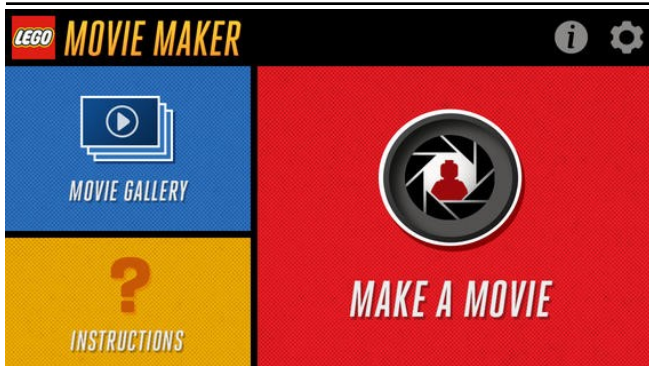 LEGO MOVIE MAKER
i
MOVIE GALLERY
?
INSTRUCTIONS
MAKE A MOVIE